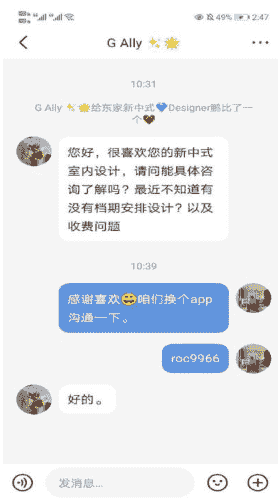 49% 2:47
G Ally ✨🌟
10:31
G Ally ✨🌟给东家新中式💙Designer鹏比了一
个🖤
您好，很喜欢您的新中式
室内设计，请问能具体咨
询了解吗？最近不知道有
没有档期安排设计？以及
收费问题
10:39
感谢喜欢😄咱们换个app
沟通一下。
roc9966
好的。
发消息...